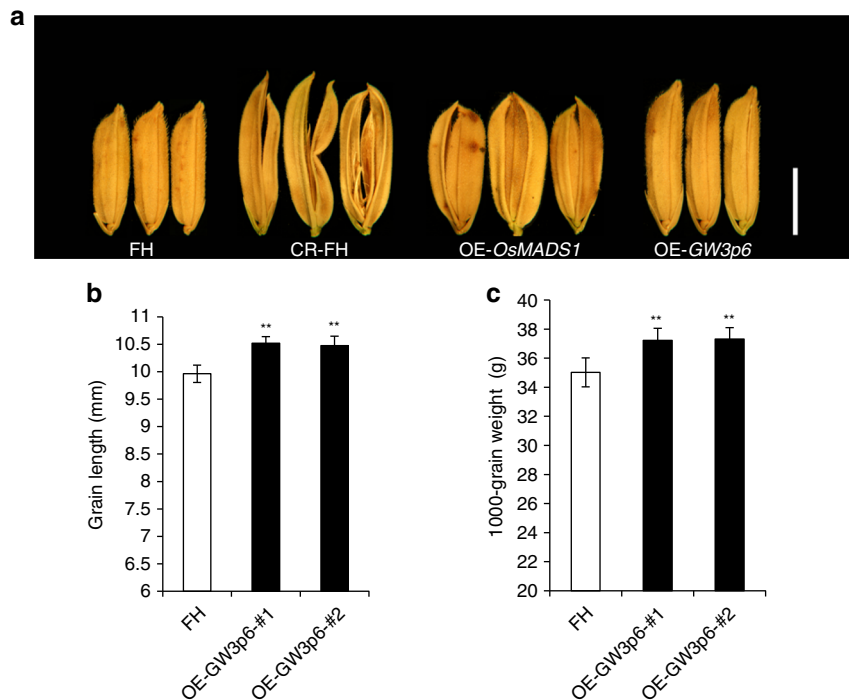 a
FH
CR-FH
OE-OsMADS1
OE-GW3p6
b
Grain length (mm)
11
10.5
10
9.5
9
8.5
8
7.5
7
6.5
6
**
**
FH
OE-GW3p6-#1
OE-GW3p6-#2
c
1000-grain weight (g)
40
38
36
34
32
30
28
26
24
22
20
**
**
FH
OE-GW3p6-#1
OE-GW3p6-#2